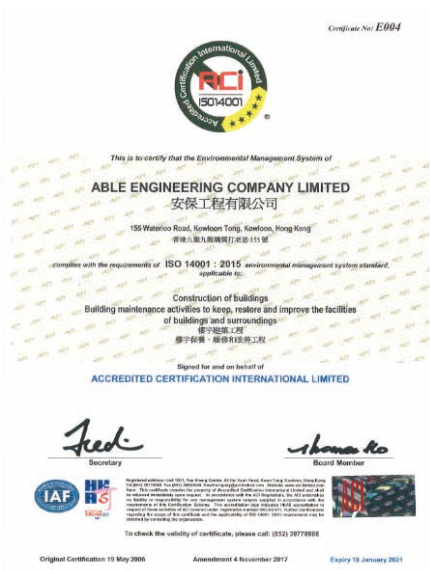 Certificate No: E004
Accredited Certification International Limited
ACI
ISO14001
This is to certify that the Environmental Management System of
ABLE ENGINEERING COMPANY LIMITED
安保工程有限公司
155 Waterloo Road, Kowloon Tong, Kowloon, Hong Kong
香港九龍九龍塘窩打老道155號
complies with the requirements of ISO 14001 : 2015 environmental management system standard,
applicable to:
Construction of buildings
Building maintenance activities to keep, restore and improve the facilities
of buildings and surroundings
樓宇建築工程
樓宇保養、維修和改善工程
Signed for and on behalf of
ACCREDITED CERTIFICATION INTERNATIONAL LIMITED
Secretary
Board Member
IAF
To check the validity of certificate, please call: (852) 39778988
Original Certification 19 May 2006
Amendment 4 November 2017
Expiry 19 January 2021